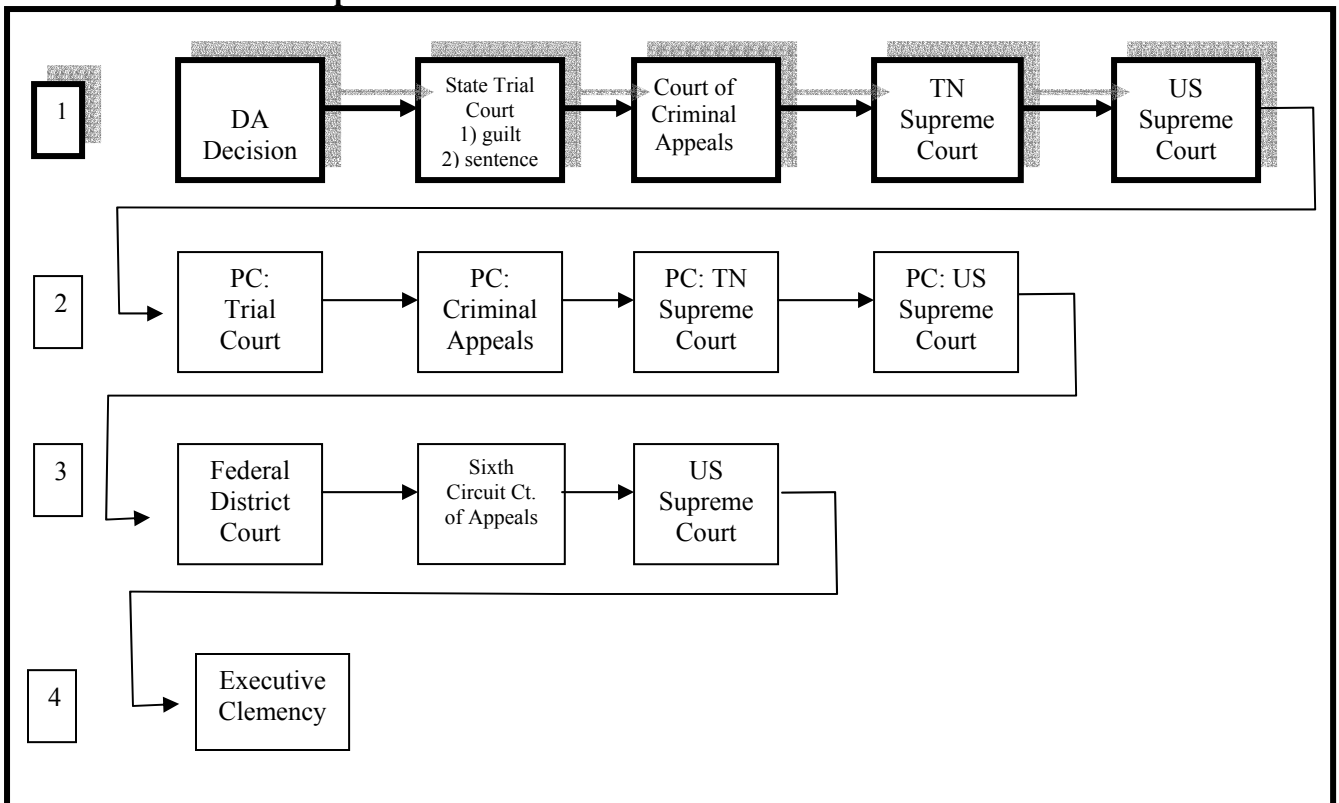 1
DA
Decision
State Trial
Court
1) guilt
2) sentence
Court of
Criminal
Appeals
TN
Supreme
Court
US
Supreme
Court
2
PC:
Trial
Court
PC:
Criminal
Appeals
PC: TN
Supreme
Court
PC: US
Supreme
Court
3
Federal
District
Court
Sixth
Circuit Ct.
of Appeals
US
Supreme
Court
4
Executive
Clemency